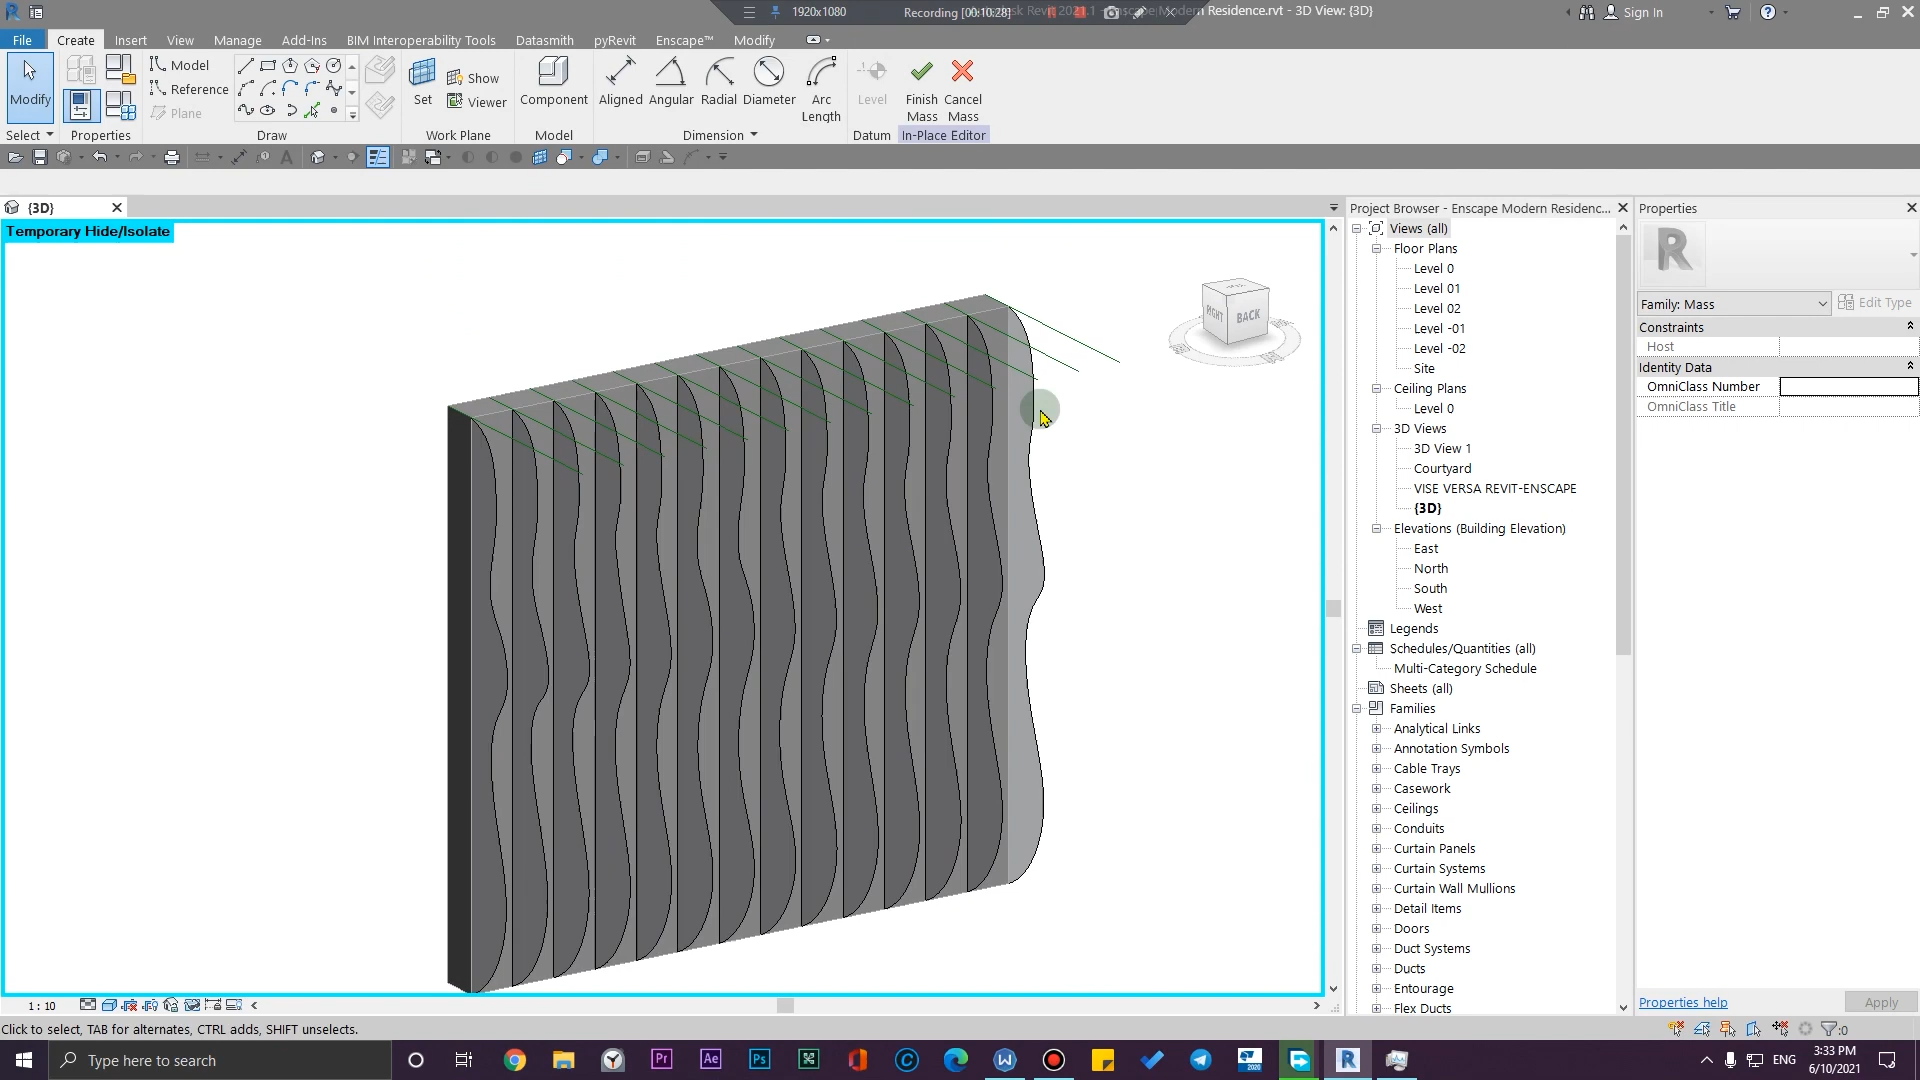 1920x1080
Recording [00:10:28]
Residence.rvt - 3D View: {3D}
Sign In
File
Create
Insert
View
Manage
Add-Ins
BIM Interoperability Tools
Datasmith
pyRevit
Enscape™
Modify
Modify
Select
Properties
Model
Reference
Plane
Draw
Set
Show
Viewer
Work Plane
Component
Model
Aligned
Angular
Radial
Diameter
Arc
Length
Dimension
Level
Datum
Finish
Mass
Cancel
Mass
In-Place Editor
{3D}
Temporary Hide/Isolate
RIGHT
BACK
Project Browser - Enscape Modern Residenc...
Views (all)
Floor Plans
Level 0
Level 01
Level 02
Level -01
Level -02
Site
Ceiling Plans
Level 0
3D Views
3D View 1
Courtyard
VISE VERSA REVIT-ENSCAPE
{3D}
Elevations (Building Elevation)
East
North
South
West
Legends
Schedules/Quantities (all)
Multi-Category Schedule
Sheets (all)
Families
Analytical Links
Annotation Symbols
Cable Trays
Casework
Ceilings
Conduits
Curtain Panels
Curtain Systems
Curtain Wall Mullions
Detail Items
Doors
Duct Systems
Ducts
Entourage
Flex Ducts
Properties
R
Family: Mass
Edit Type
Constraints
Host
Identity Data
OmniClass Number
OmniClass Title
Properties help
Apply
1 : 10
Click to select, TAB for alternates, CTRL adds, SHIFT unselects.
:0
Type here to search
Pr
Ae
Ps
2020
R
ENG
3:33 PM
6/10/2021